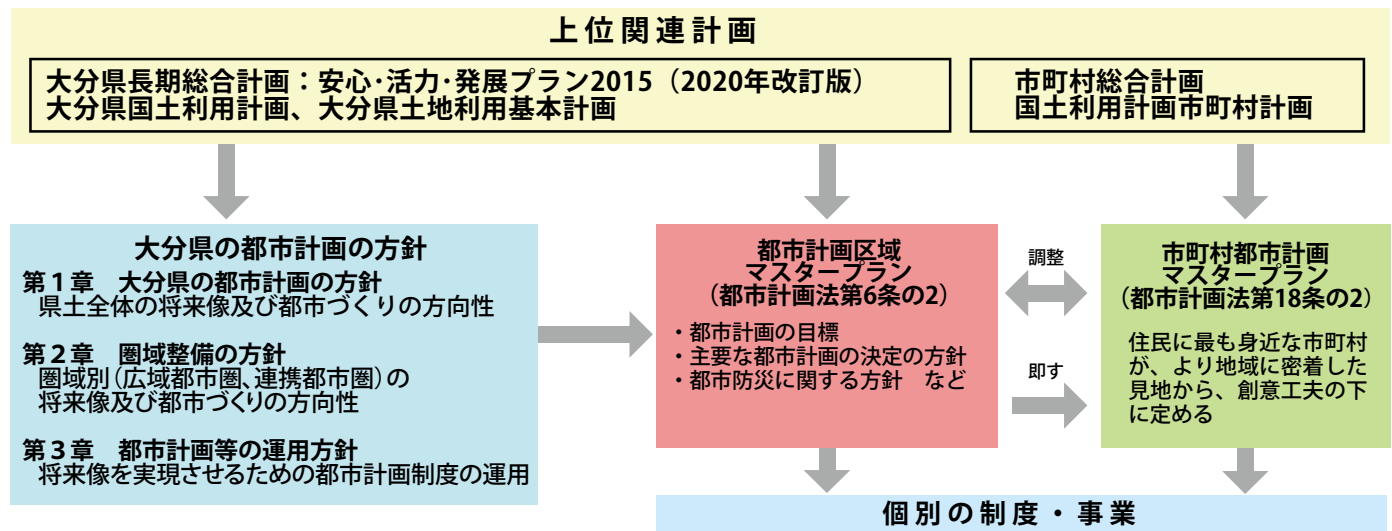 上位関連計画
大分県長期総合計画：安心･活力･発展プラン2015（2020年改訂版）
大分県国土利用計画、大分県土地利用基本計画
市町村総合計画
国土利用計画市町村計画
大分県の都市計画の方針
第１章　大分県の都市計画の方針
県土全体の将来像及び都市づくりの方向性
第２章　圏域整備の方針
圏域別（広域都市圏、連携都市圏）の
将来像及び都市づくりの方向性
第３章　都市計画等の運用方針
将来像を実現させるための都市計画制度の運用
都市計画区域
マスタープラン
（都市計画法第6条の2）
・都市計画の目標
・主要な都市計画の決定の方針
・都市防災に関する方針　など
調整
即す
市町村都市計画
マスタープラン
（都市計画法第18条の2）
住民に最も身近な市町村
が、より地域に密着した
見地から、創意工夫の下
に定める
個別の制度・事業